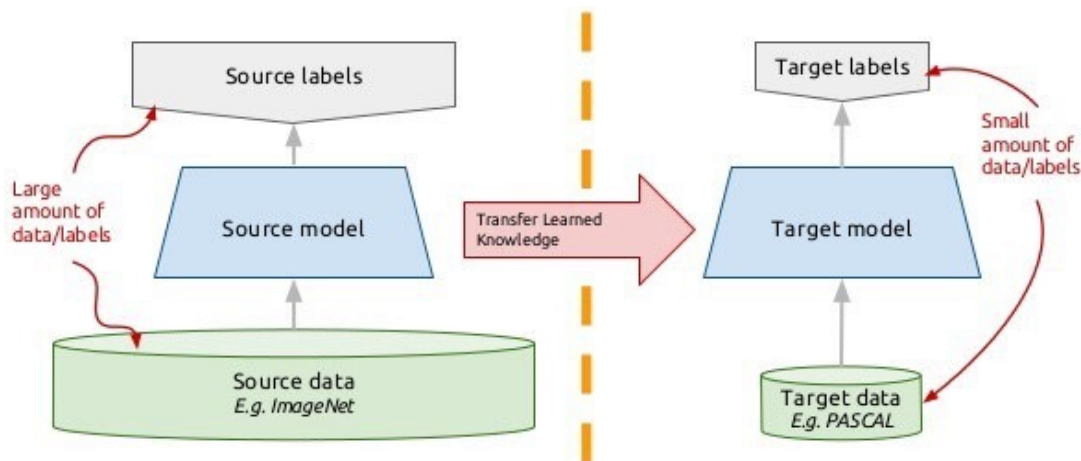 Source labels
Large
amount of
data/labels
Source model
Source data
E.g. ImageNet
Transfer Learned
Knowledge
Target labels
Small
amount of
data/labels
Target model
Target data
E.g. PASCAL